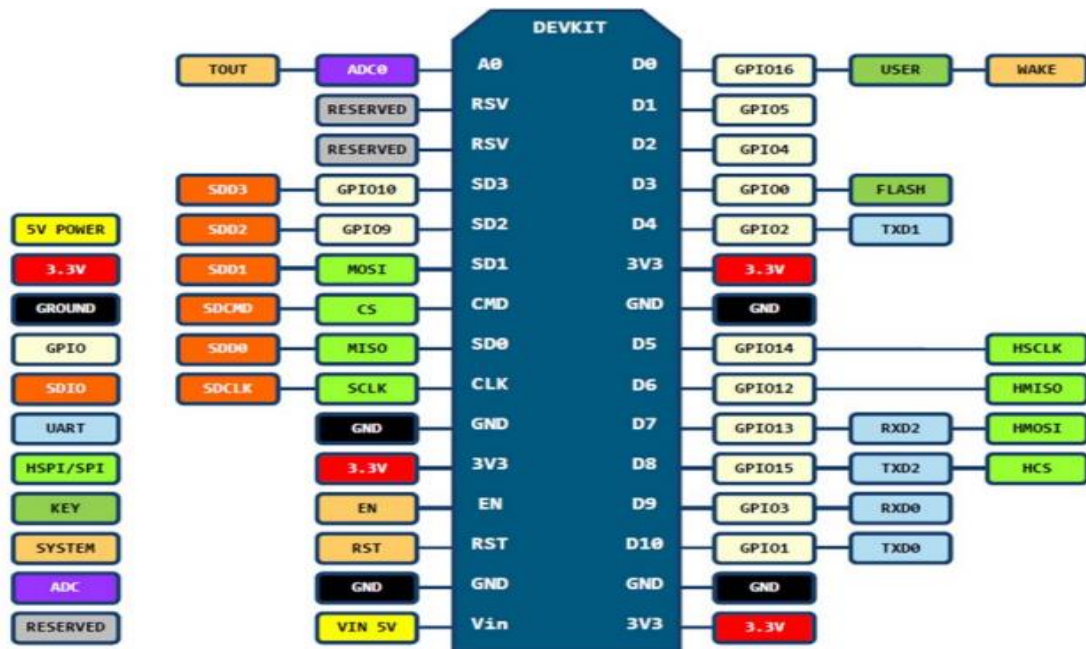 DEVKIT
TOUT ADC0 A0 D0 GPIO16 USER WAKE
RESERVED RSV D1 GPIO5
RESERVED RSV D2 GPIO4
SDD3 GPIO10 SD3 D3 GPIO0 FLASH
5V POWER SDD2 GPIO9 SD2 D4 GPIO2 TXD1
3.3V SDD1 MOSI SD1 3V3 3.3V
GROUND SDCMD CS CMD GND GND
GPIO SDD0 MISO SD0 D5 GPIO14 HSCLK
SDIO SDCLK SCLK CLK D6 GPIO12 HMISO
UART GND GND D7 GPIO13 RXD2 HMOSI
HSPI/SPI 3.3V 3V3 D8 GPIO15 TXD2 HCS
KEY EN EN D9 GPIO3 RXD0
SYSTEM RST RST D10 GPIO1 TXD0
ADC GND GND GND GND
RESERVED VIN 5V Vin 3V3 3.3V